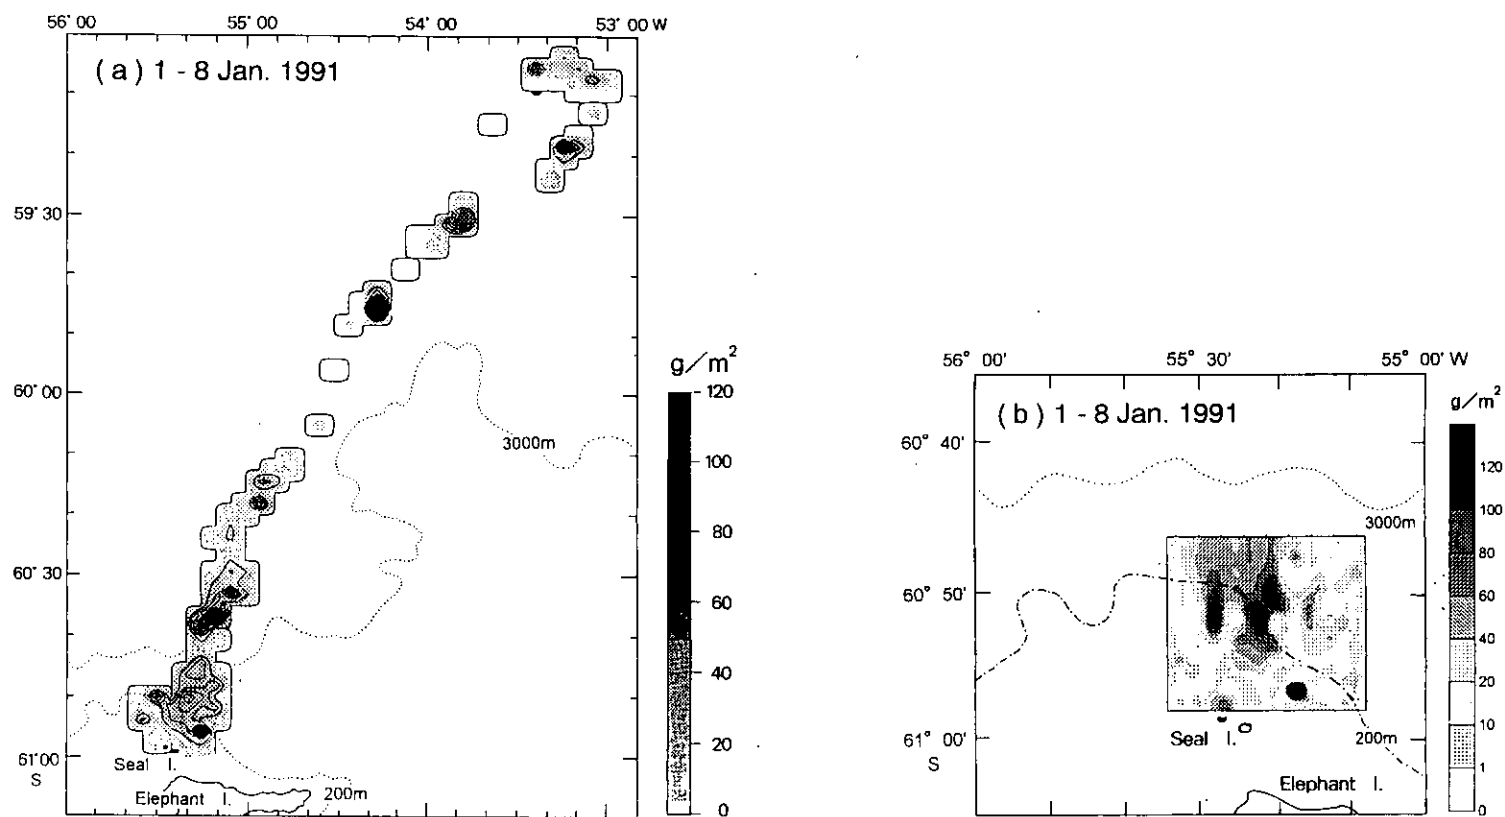 56° 00' 55° 00' 54° 00' 53° 00 W
( a ) 1 - 8 Jan. 1991
59° 30
60° 00
3000m
60° 30
61° 00
S
Seal I.
Elephant I.
200m
g/m²
120
100
80
60
40
20
0
56° 00' 55° 30' 55° 00' W
( b ) 1 - 8 Jan. 1991
60° 40'
3000m
60° 50'
61° 00'
S
Seal I.
200m
Elephant I.
g/m²
120
100
80
60
40
20
10
1
0